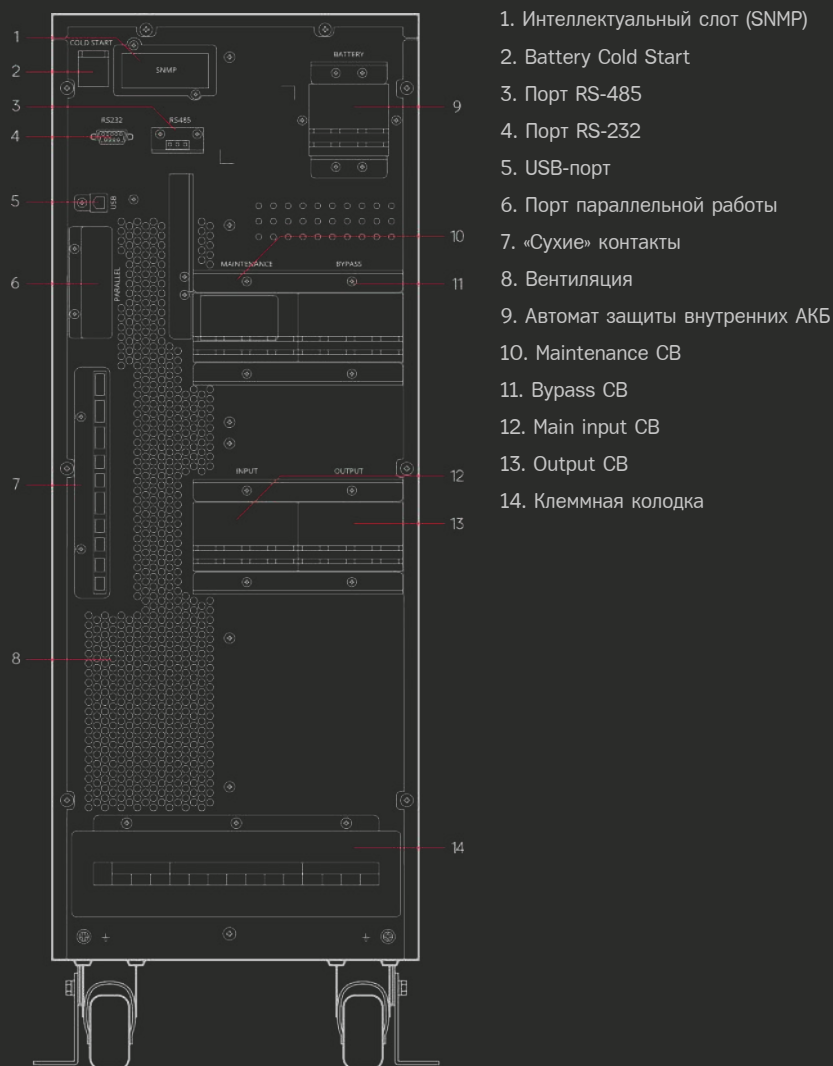 COLD START
SNMP
BATTERY
RS232
RS485
USB
PARALLEL
MAINTENANCE
BYPASS
INPUT
OUTPUT
1
2
3
4
5
6
7
8
9
10
11
12
13
14
1. Интеллектуальный слот (SNMP)
2. Battery Cold Start
3. Порт RS-485
4. Порт RS-232
5. USB-порт
6. Порт параллельной работы
7. «Сухие» контакты
8. Вентиляция
9. Автомат защиты внутренних АКБ
10. Maintenance CB
11. Bypass CB
12. Main input CB
13. Output CB
14. Клеммная колодка